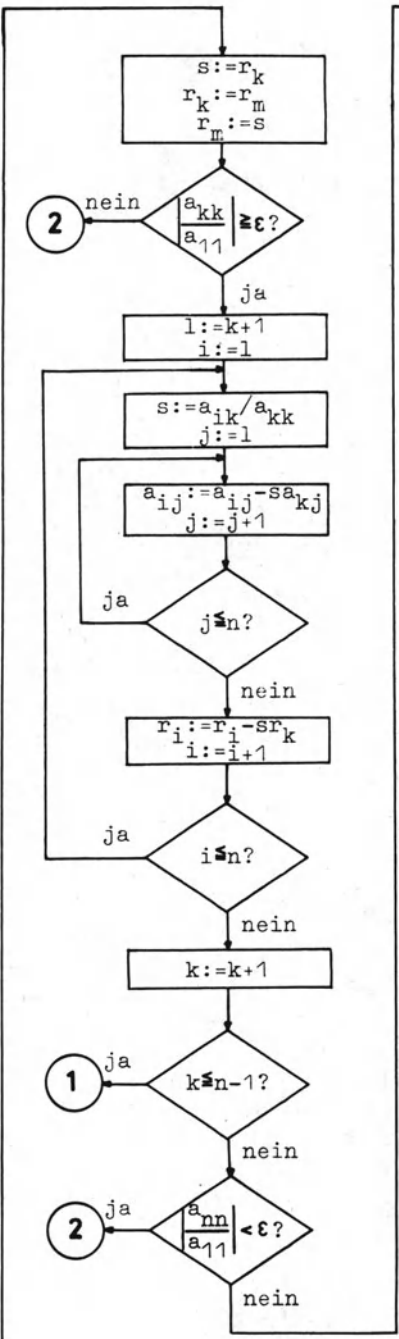 s:=r_k
r_k:=r_m
r_m:=s
nein
2
|a_kk/a_11| ≧ε?
ja
l:=k+1
i:=l
s:=a_ik/a_kk
j:=l
a_ij:=a_ij-sa_kj
j:=j+1
ja
j≦n?
nein
r_i:=r_i-sr_k
i:=i+1
ja
i≦n?
nein
k:=k+1
1
ja
k≦n-1?
nein
2
ja
|a_nn/a_11| <ε?
nein